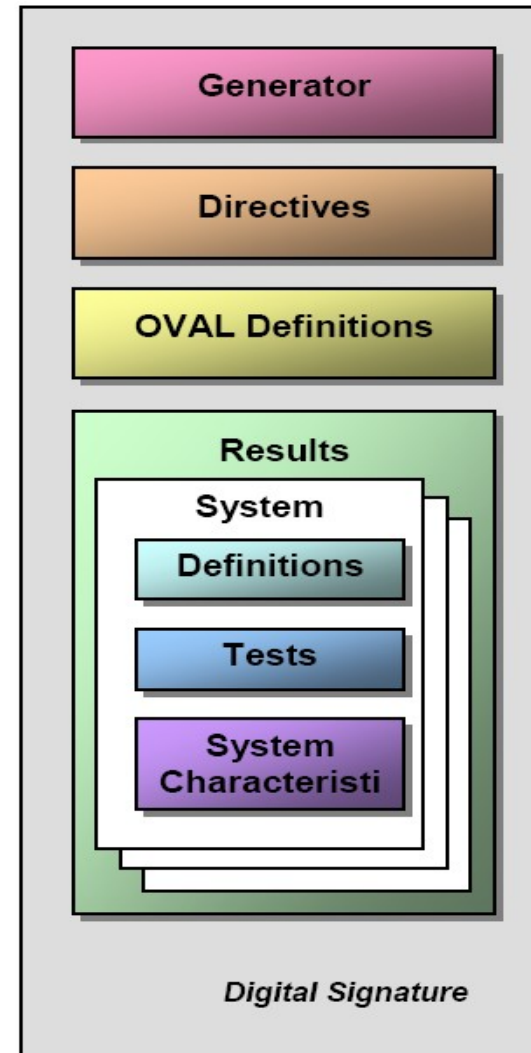 Generator
Directives
OVAL Definitions
Results
System
Definitions
Tests
System
Characteristi
Digital Signature